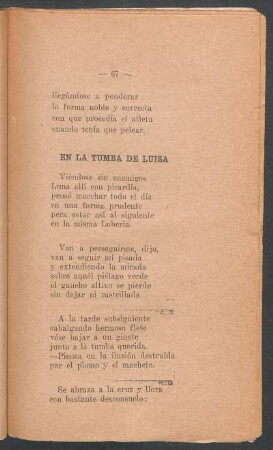 — 67 —
llegándose a ponderar
la forma noble y correcta
con que procedía el atleta
cuando tenía que pelear.
EN LA TUMBA DE LUISA
Viéndose sin enemigos
Luna allí con picardía,
pensó marchar todo el día
en una forma prudente
para estar así al siguiente
en la misma Lobería.
Van a perseguirme, dijo,
van a seguir mi pisada
y extendiendo la mirada
sobre aquél piélago verde
el gaucho altivo se pierde
sin dejar ni rastrillada.
A la tarde subsiguiente
cabalgando hermoso flete
vése bajar a un ginete
junto a la tumba querida.
—Piensa en la ilusión destruída
por el plomo y el machete.
Se abraza a la cruz y llora
con bastante desconsuelo;